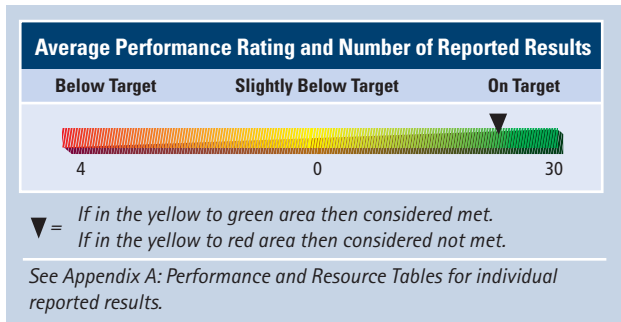 Average Performance Rating and Number of Reported Results
Below Target Slightly Below Target On Target
4 0 30
▼ = If in the yellow to green area then considered met.
If in the yellow to red area then considered not met.
See Appendix A: Performance and Resource Tables for individual
reported results.